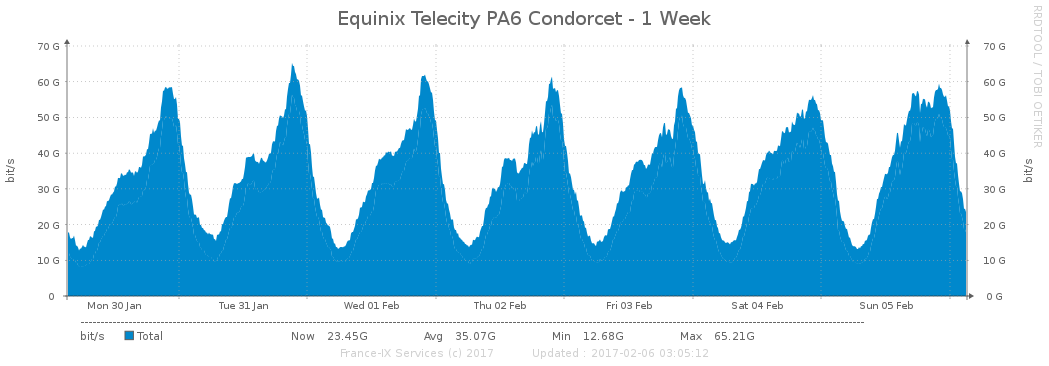 Equinix Telecity PA6 Condorcet - 1 Week
RRDTOOL / TOBI OETIKER
bit/s
bit/s
70 G 70 G
60 G 60 G
50 G 50 G
40 G 40 G
30 G 30 G
20 G 20 G
10 G 10 G
0 0 G
Mon 30 Jan Tue 31 Jan Wed 01 Feb Thu 02 Feb Fri 03 Feb Sat 04 Feb Sun 05 Feb
bit/s Total Now 23.45G Avg 35.07G Min 12.68G Max 65.21G
France-IX Services (c) 2017 Updated : 2017-02-06 03:05:12